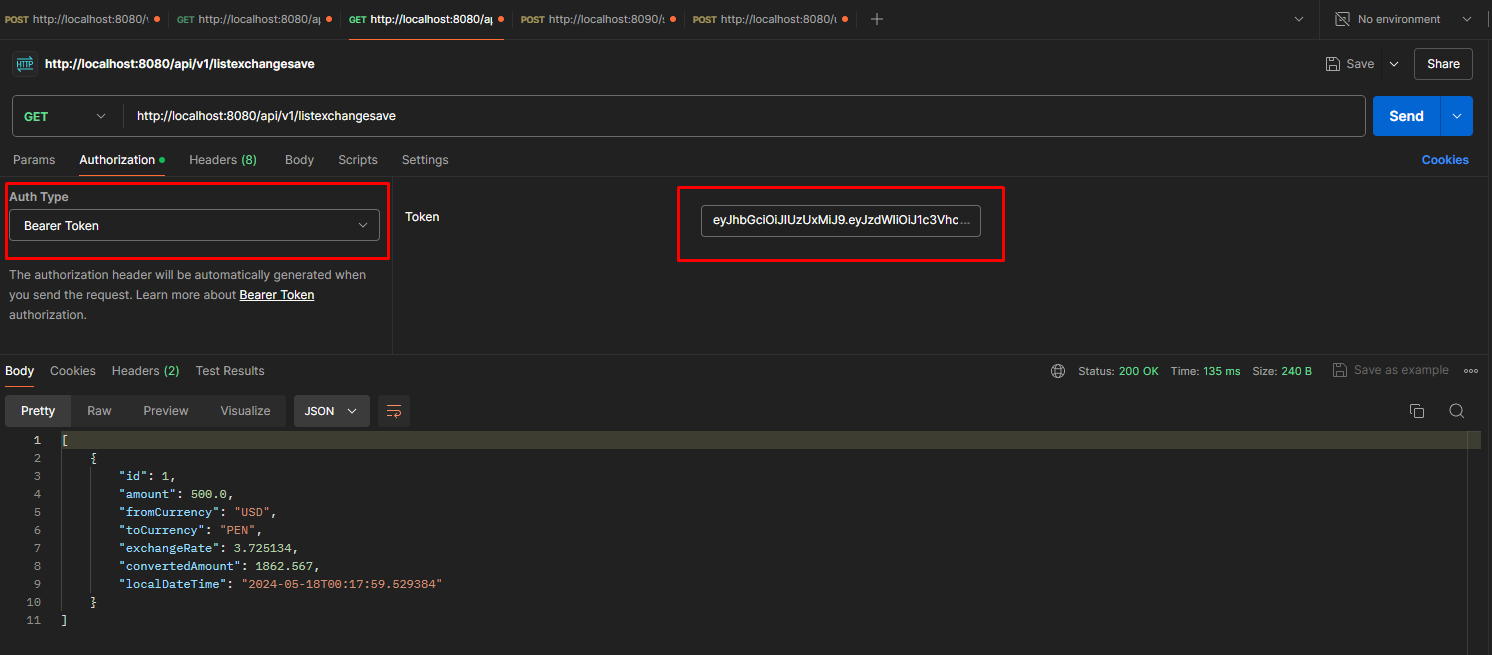 POST http://localhost:8080/ GET http://localhost:8080/ap GET http://localhost:8080/ap POST http://localhost:8090/ POST http://localhost:8080/ No environment
HTTP http://localhost:8080/api/v1/listexchangesave Save Share
GET http://localhost:8080/api/v1/listexchangesave Send
Params Authorization Headers (8) Body Scripts Settings Cookies
Auth Type
Bearer Token
Token
The authorization header will be automatically generated when
you send the request. Learn more about Bearer Token
authorization.
Body Cookies Headers (2) Test Results Status: 200 OK Time: 135 ms Size: 240 B Save as example
Pretty Raw Preview Visualize JSON
1 [
2 {
3 "id": 1,
4 "amount": 500.0,
5 "fromCurrency": "USD",
6 "toCurrency": "PEN",
7 "exchangeRate": 3.725134,
8 "convertedAmount": 1862.567,
9 "localDateTime": "2024-05-18T00:17:59.529384"
10 }
11 ]